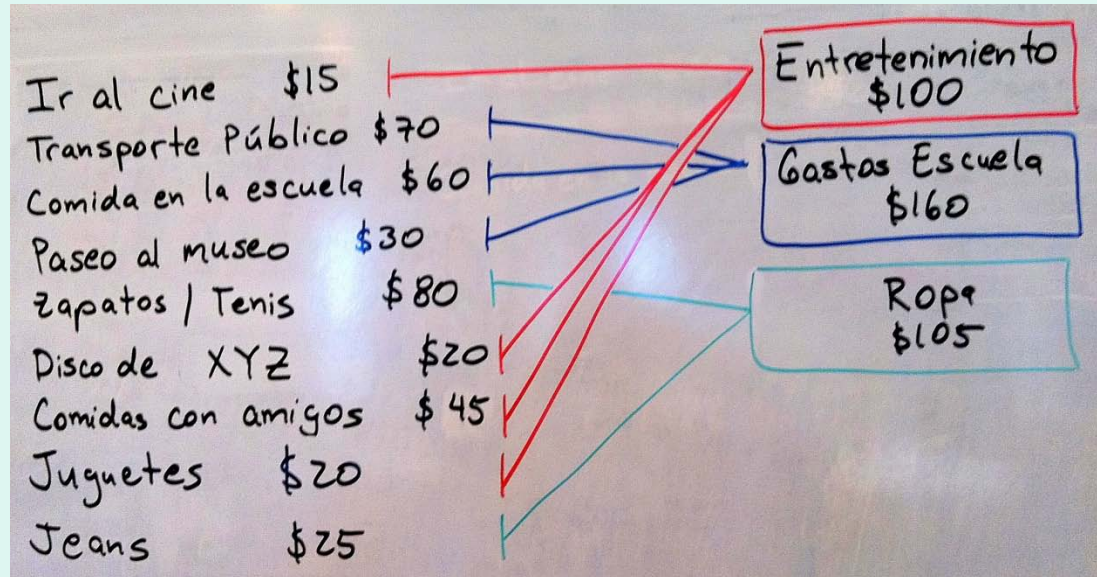 Ir al cine $15
Transporte Público $70
Comida en la escuela $60
Paseo al museo $30
Zapatos / Tenis $80
Disco de XYZ $20
Comidas con amigos $45
Juguetes $20
Jeans $25
Entretenimiento
$100
Gastos Escuela
$160
Ropa
$105